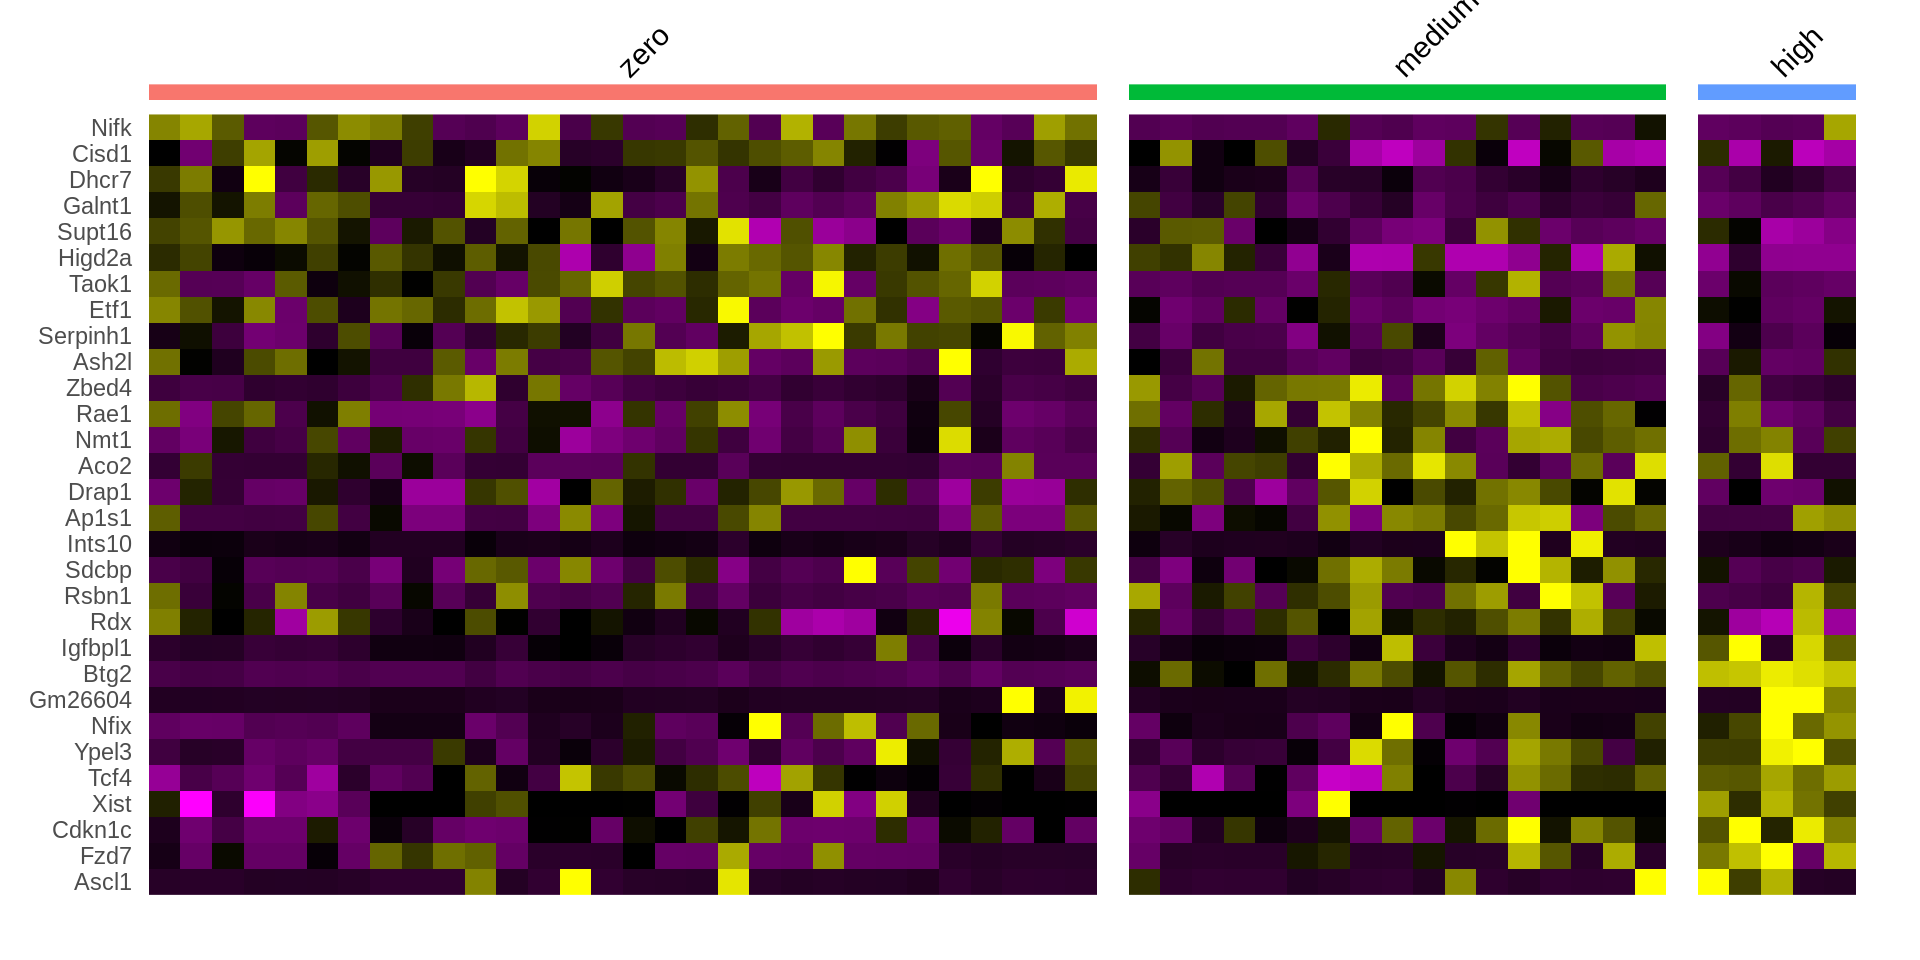 zero
medium
high
Nifk
Cisd1
Dhcr7
Galnt1
Supt16
Higd2a
Taok1
Etf1
Serpinh1
Ash2l
Zbed4
Rae1
Nmt1
Aco2
Drap1
Ap1s1
Ints10
Sdcbp
Rsbn1
Rdx
Igfbpl1
Btg2
Gm26604
Nfix
Ypel3
Tcf4
Xist
Cdkn1c
Fzd7
Ascl1